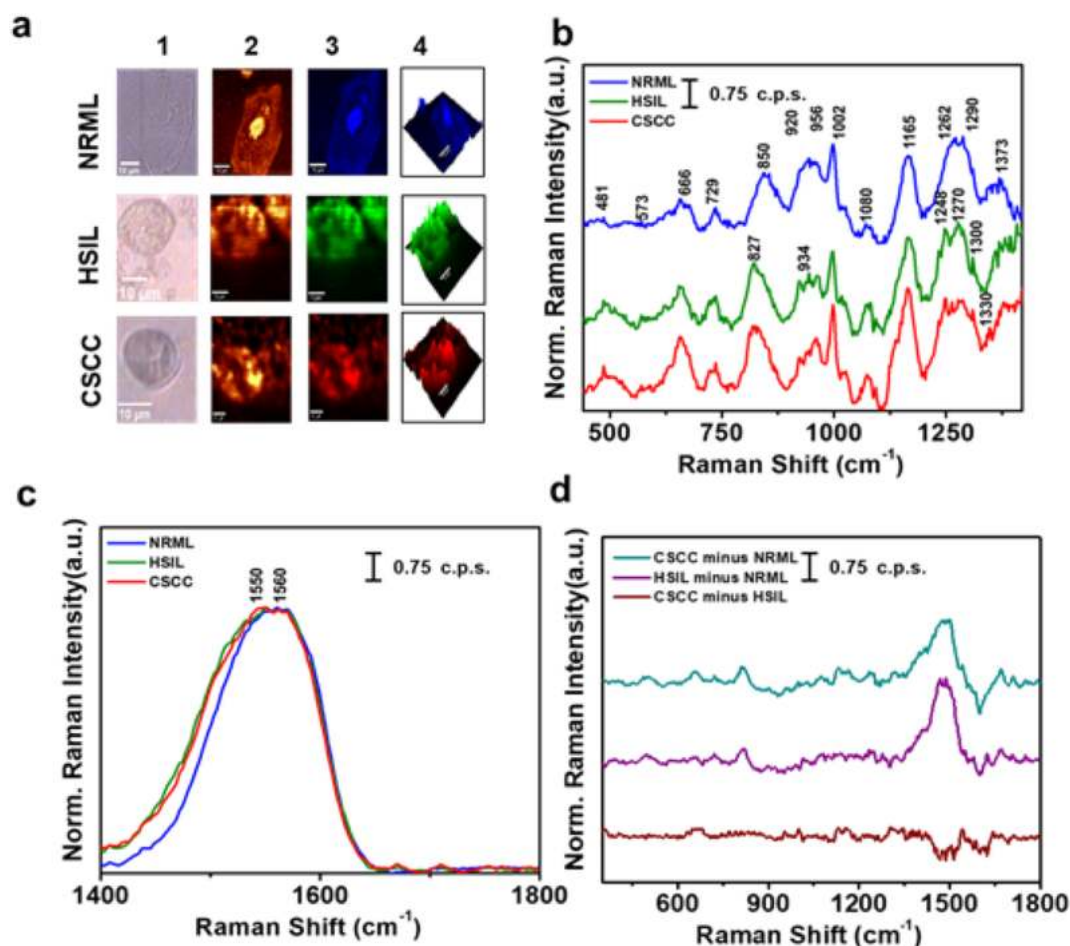 a
1 2 3 4
NRML
HSIL
CSCC
10 μm
10 μm
b
NRML
HSIL
CSCC
0.75 c.p.s.
Norm. Raman Intensity(a.u.)
481
573
666
729
850
920
956
1002
1080
1165
1262
1290
1373
827
934
1248
1270
1300
1330
500 750 1000 1250
Raman Shift (cm⁻¹)
c
NRML
HSIL
CSCC
0.75 c.p.s.
1550
1560
Norm. Raman Intensity(a.u.)
1400 1600 1800
Raman Shift (cm⁻¹)
d
CSCC minus NRML
HSIL minus NRML
CSCC minus HSIL
0.75 c.p.s.
Norm. Raman Intensity(a.u.)
600 900 1200 1500 1800
Raman Shift (cm⁻¹)